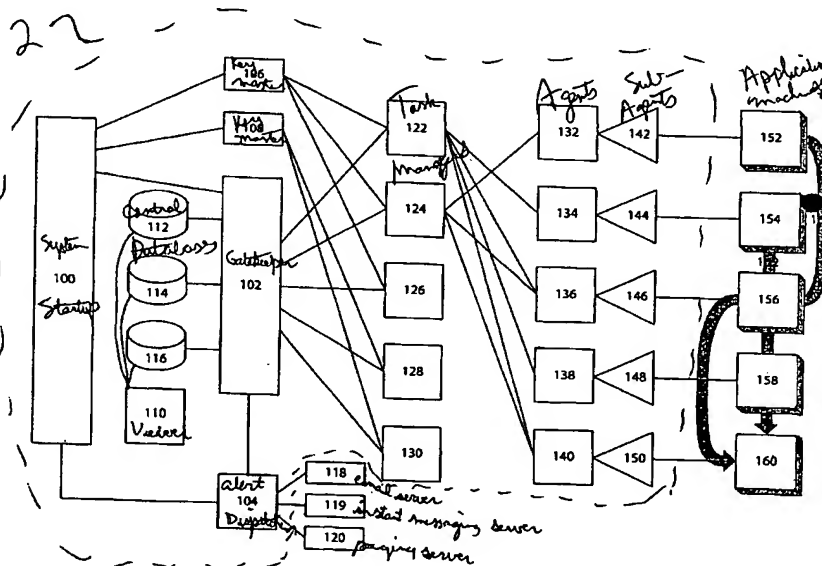 22
Key
106
Master
Key
108
Master
System
100
Startup
Control
112
Databases
114
116
110
Viewer
Gatekeeper
102
Alert
104
Dispatcher
118
email server
119
instant messaging server
120
paging server
Task
122
Managers
124
126
128
130
Agents
132
134
136
138
140
Sub-
Agents
142
144
146
148
150
Application
machines
152
154
156
158
160